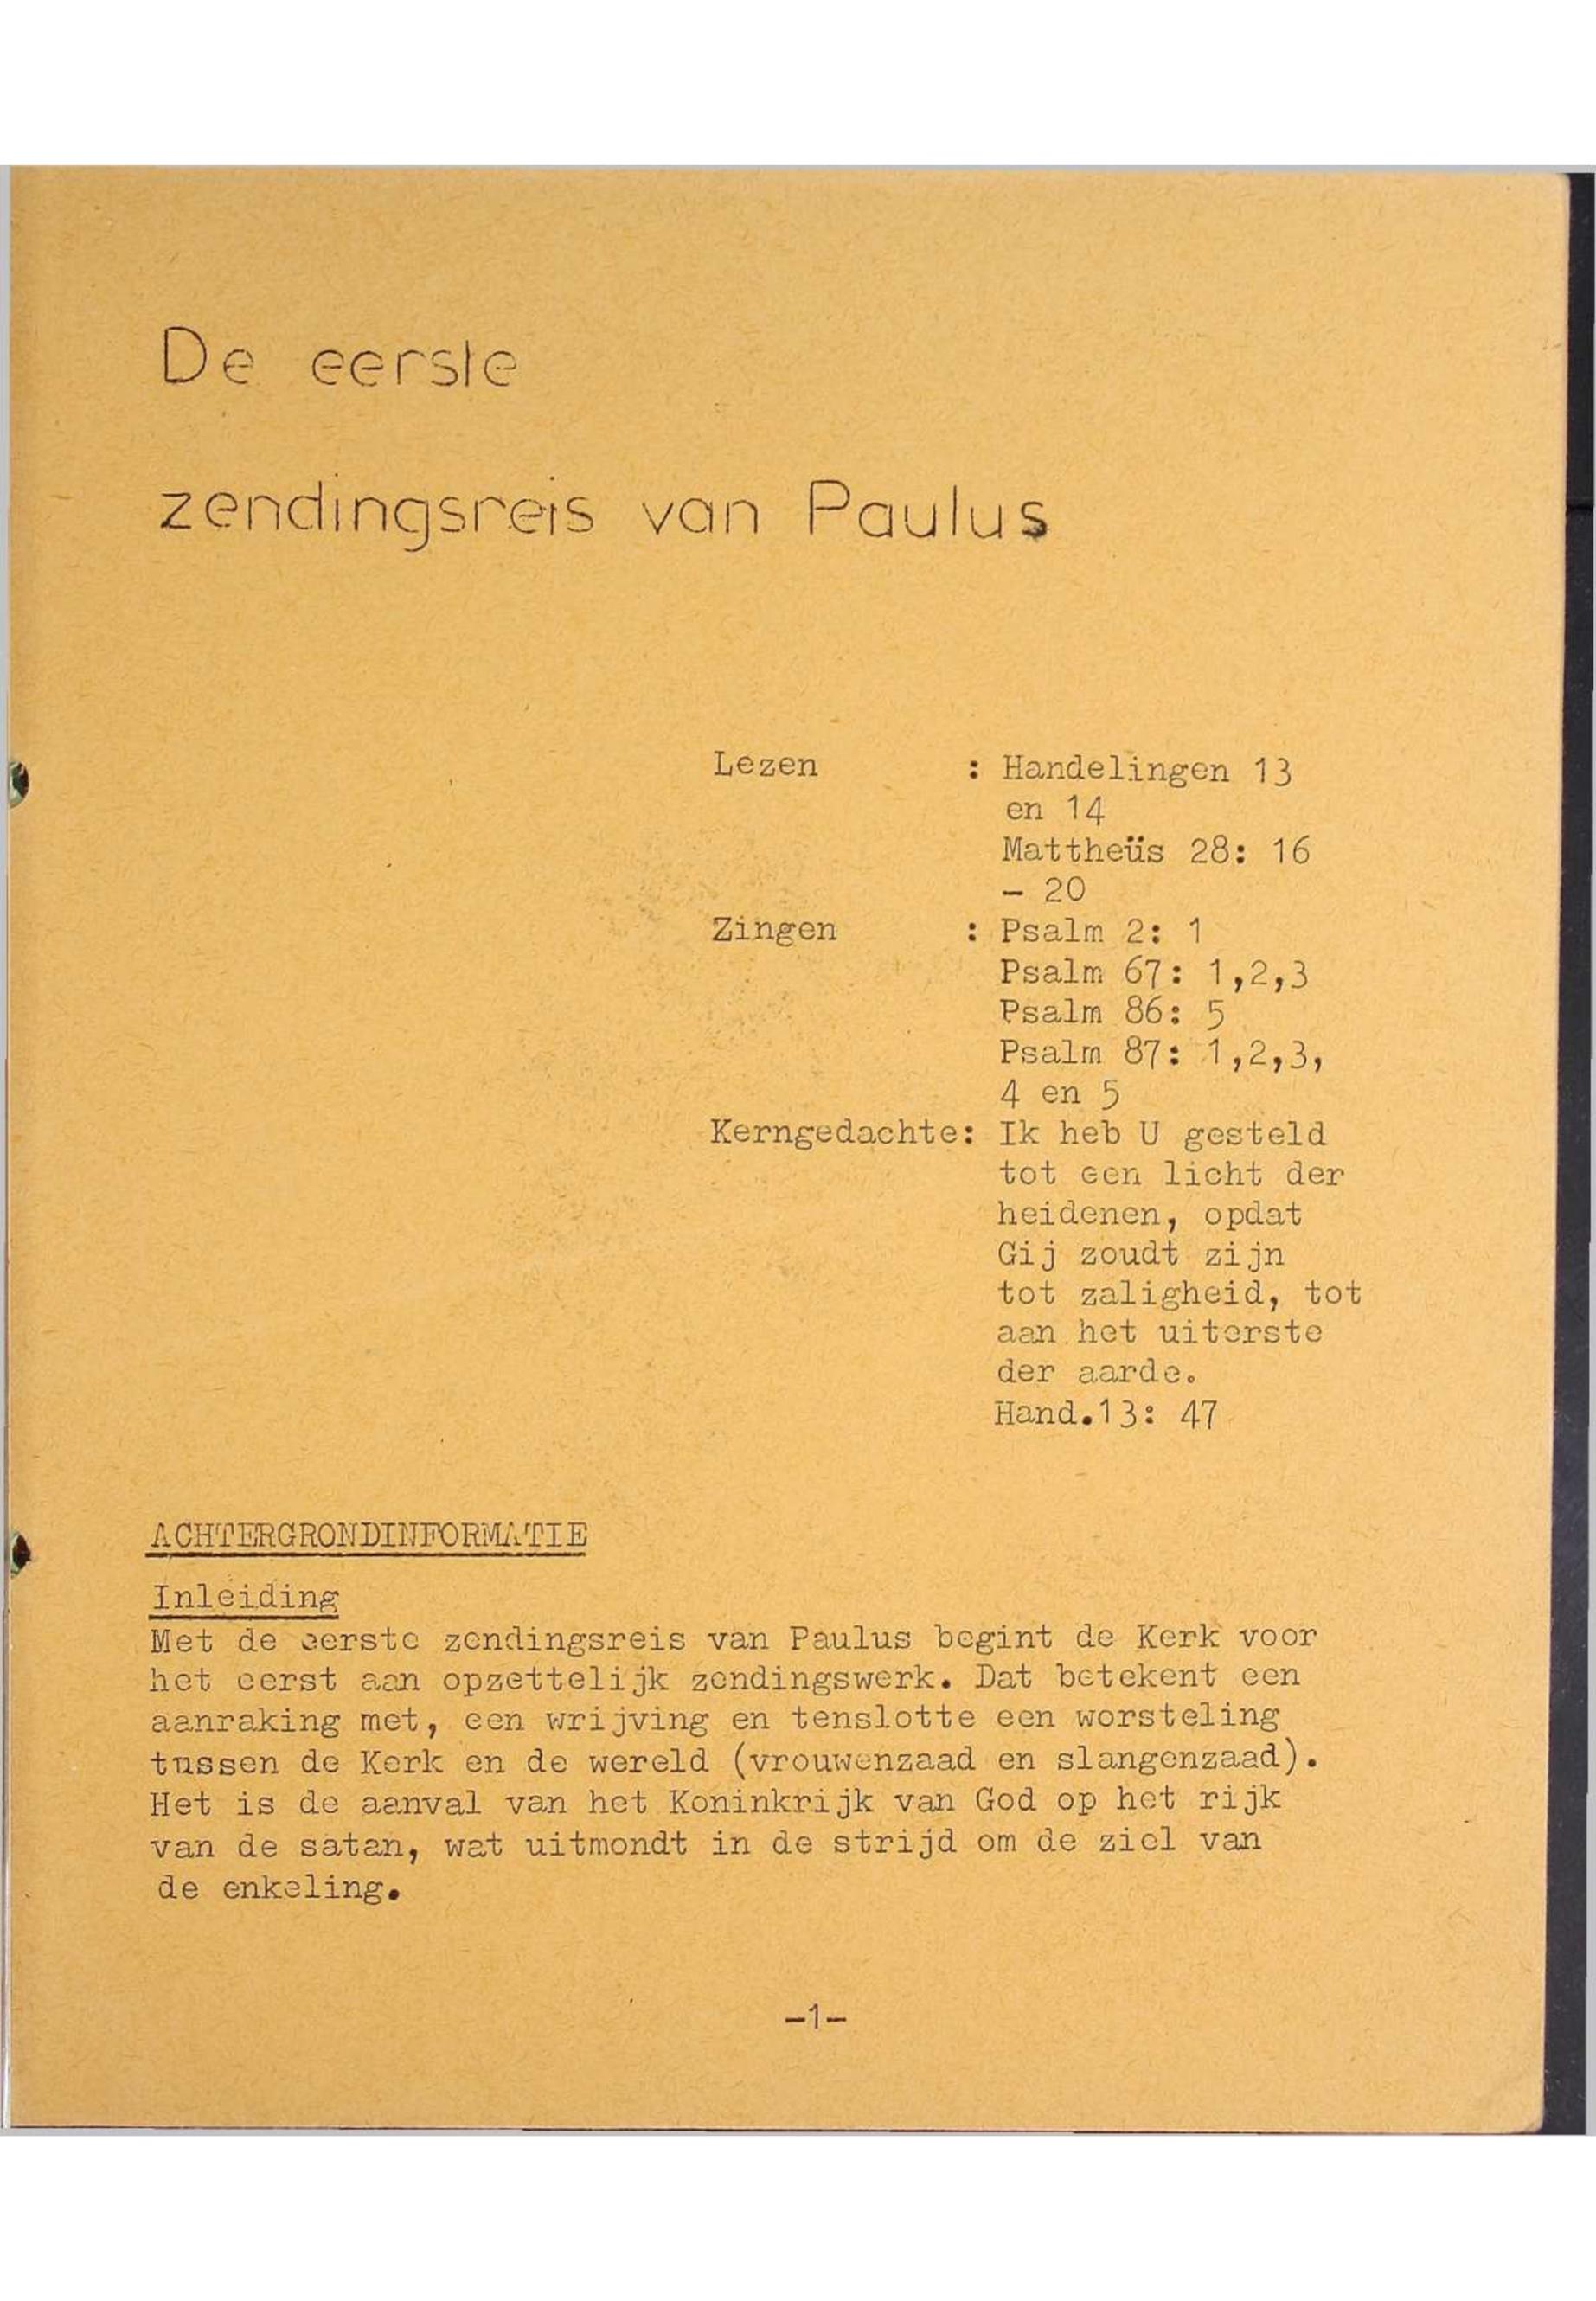 De eerste
zendingsreis van Paulus
Lezen : Handelingen 13
en 14
Mattheüs 28: 16
- 20
Zingen : Psalm 2: 1
Psalm 67: 1,2,3
Psalm 86: 5
Psalm 87: 1,2,3,
4 en 5
Kerngedachte: Ik heb U gesteld
tot een licht der
heidenen, opdat
Gij zoudt zijn
tot zaligheid, tot
aan het uiterste
der aarde.
Hand.13: 47
ACHTERGRONDINFORMATIE
Inleiding
Met de eerste zendingsreis van Paulus begint de Kerk voor
het eerst aan opzettelijk zendingswerk. Dat betekent een
aanraking met, een wrijving en tenslotte een worsteling
tussen de Kerk en de wereld (vrouwenzaad en slangenzaad).
Het is de aanval van het Koninkrijk van God op het rijk
van de satan, wat uitmondt in de strijd om de ziel van
de enkeling.
-1-